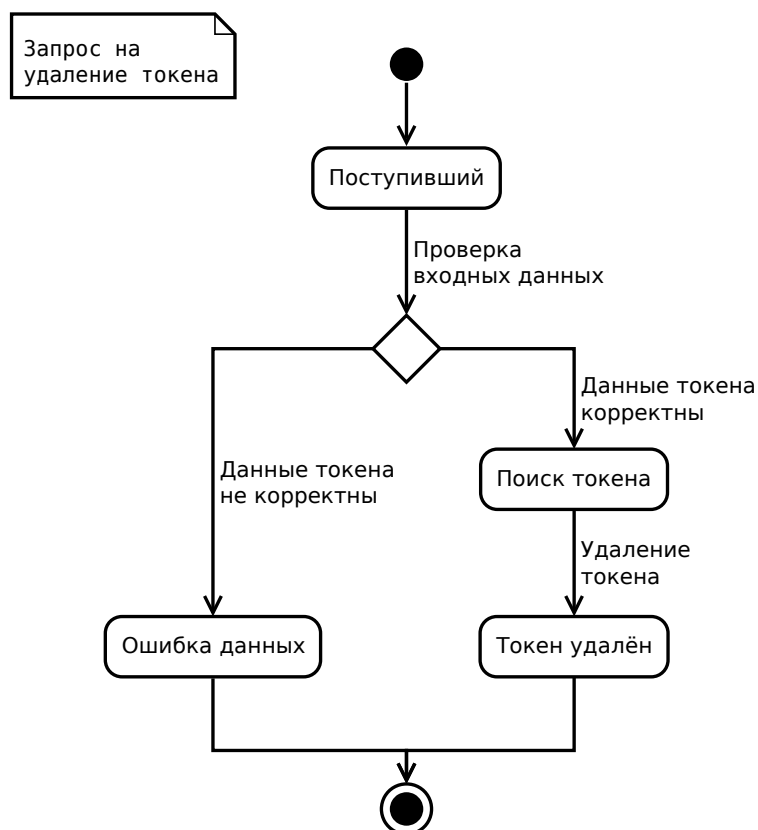 Запрос на
удаление токена
Поступивший
Проверка
входных данных
Данные токена
корректны
Данные токена
не корректны
Поиск токена
Удаление
токена
Ошибка данных
Токен удалён